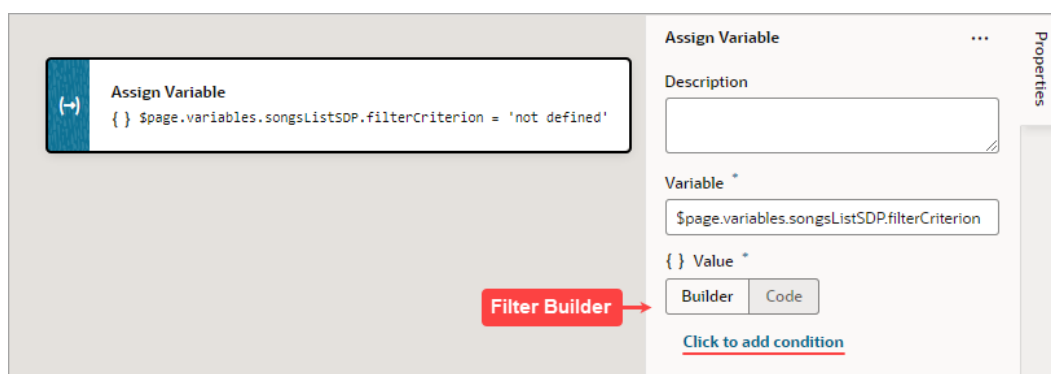 Assign Variable
{ } $page.variables.songsListSDP.filterCriterion = 'not defined'
Assign Variable
...
Description
Variable *
$page.variables.songsListSDP.filterCriterion
{ } Value *
Builder Code
Filter Builder
Click to add condition
Properties